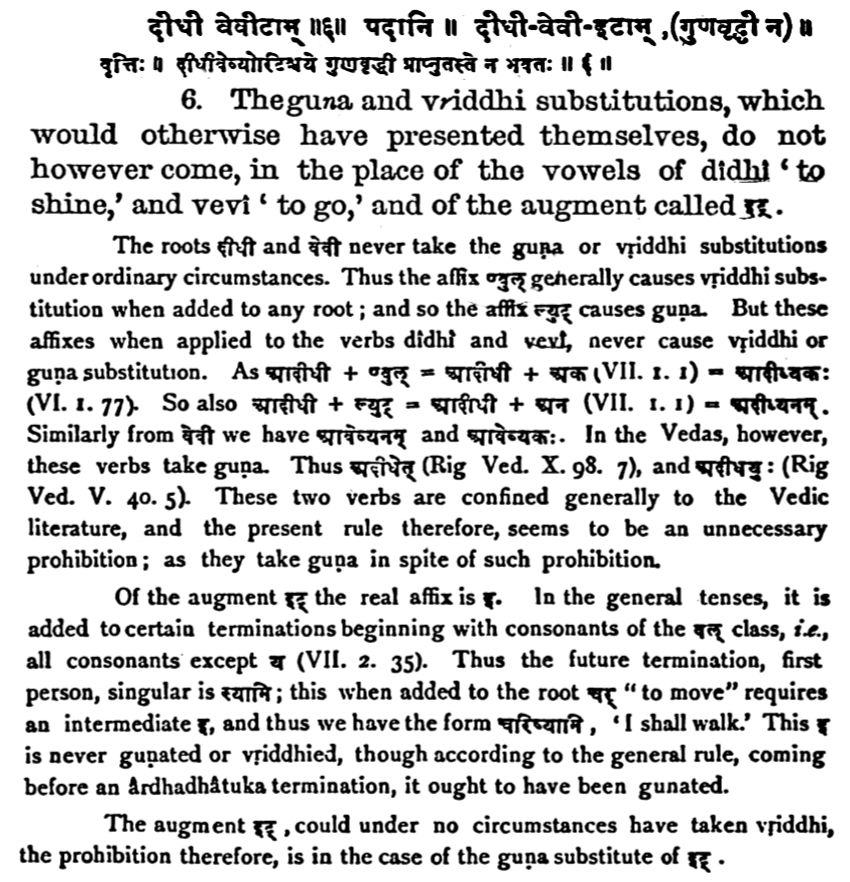 दीधी वेवीटाम् ॥६॥ पदानि ॥ दीधी-वेवी-इटाम् ,(गुणवृद्धी न) ॥
वृत्तिः ॥ दीधीवेव्योरिटश्चये गुणवृद्धी प्राप्नुतस्ते न भवतः ॥ ६ ॥
6. The guna and vriddhi substitutions, which
would otherwise have presented themselves, do not
however come, in the place of the vowels of dîdhî ‘to
shine,’ and vevî ‘ to go,’ and of the augment called इट् .
The roots दीधी and वेवी never take the guṇa or vṛiddhi substitutions
under ordinary circumstances. Thus the affix ण्वुल् generally causes vṛiddhi subs-
titution when added to any root ; and so the affix ल्युट् causes guṇa. But these
affixes when applied to the verbs dîdhî and vevî, never cause vṛiddhi or
guṇa substitution. As आदीधी + ण्वुल् = आदीधी + अक (VII. 1. 1) = आदीध्यकः
(VI. 1. 77). So also आदीधी + ल्युट् = आदीधी + अन (VII. 1. 1) = आदीध्यनम् .
Similarly from वेवी we have आवेव्यनम् and आवेव्यकः. In the Vedas, however,
these verbs take guṇa. Thus अदीधेत् (Rig Ved. X. 98. 7), and अदीधयुः (Rig
Ved. V. 40. 5). These two verbs are confined generally to the Vedic
literature, and the present rule therefore, seems to be an unnecessary
prohibition ; as they take guṇa in spite of such prohibition.
Of the augment इट् the real affix is इ. In the general tenses, it is
added to certain terminations beginning with consonants of the वल् class, i.e.,
all consonants except य (VII. 2. 35). Thus the future termination, first
person, singular is स्यामि ; this when added to the root चर् “to move” requires
an intermediate इ, and thus we have the form चरिष्यामि , ‘I shall walk.’ This इ
is never guṇated or vṛiddhied, though according to the general rule, coming
before an Ârdhadhâtuka termination, it ought to have been gunated.
The augment इट् , could under no circumstances have taken vṛiddhi,
the prohibition therefore, is in the case of the guṇa substitute of इट् .